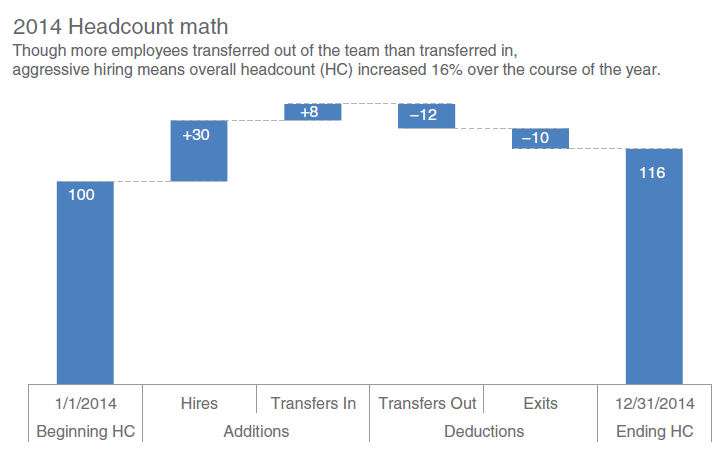 2014 Headcount math
Though more employees transferred out of the team than transferred in,
aggressive hiring means overall headcount (HC) increased 16% over the course of the year.
+8
−12
+30
−10
116
100
1/1/2014 Hires Transfers In Transfers Out Exits 12/31/2014
Beginning HC Additions Deductions Ending HC